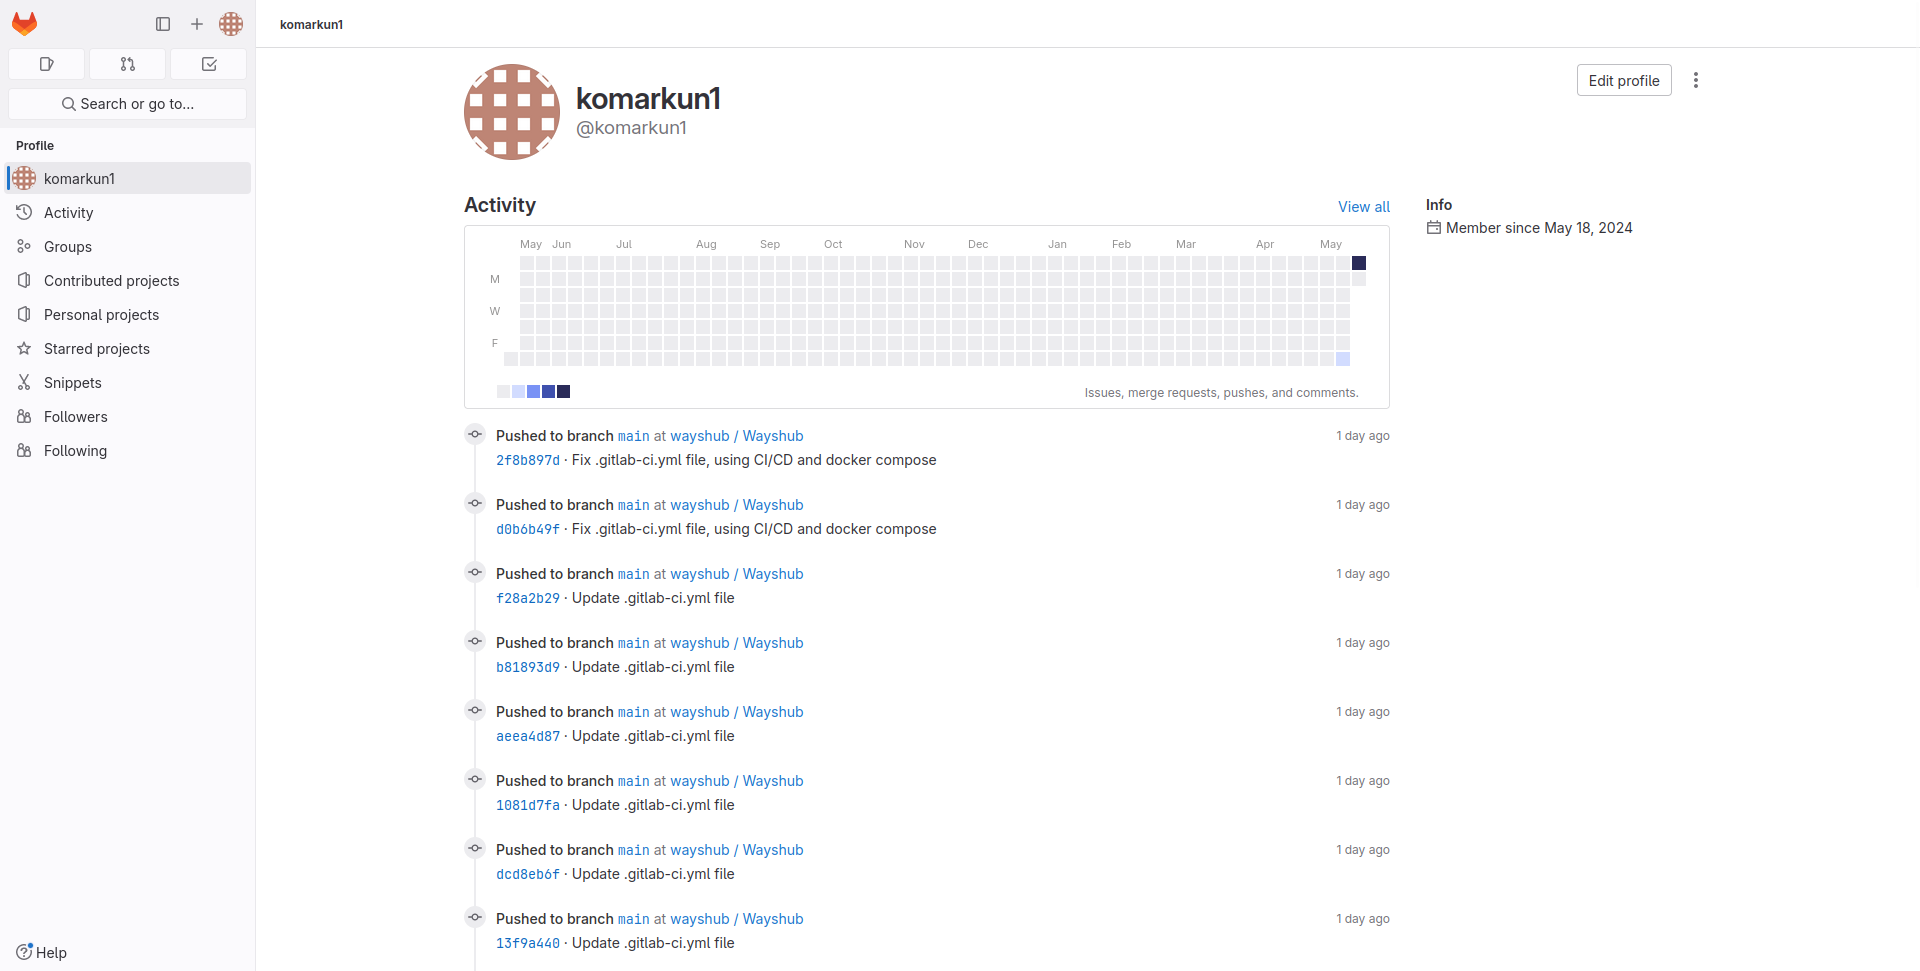 komarkun1
Search or go to...
Profile
komarkun1
Activity
Groups
Contributed projects
Personal projects
Starred projects
Snippets
Followers
Following
Help
komarkun1
@komarkun1
Edit profile
Activity
View all
May Jun Jul Aug Sep Oct Nov Dec Jan Feb Mar Apr May
M
W
F
Issues, merge requests, pushes, and comments.
Info
Member since May 18, 2024
Pushed to branch main at wayshub / Wayshub 1 day ago
2f8b897d · Fix .gitlab-ci.yml file, using CI/CD and docker compose
Pushed to branch main at wayshub / Wayshub 1 day ago
d0b6b49f · Fix .gitlab-ci.yml file, using CI/CD and docker compose
Pushed to branch main at wayshub / Wayshub 1 day ago
f28a2b29 · Update .gitlab-ci.yml file
Pushed to branch main at wayshub / Wayshub 1 day ago
b81893d9 · Update .gitlab-ci.yml file
Pushed to branch main at wayshub / Wayshub 1 day ago
aeea4d87 · Update .gitlab-ci.yml file
Pushed to branch main at wayshub / Wayshub 1 day ago
1081d7fa · Update .gitlab-ci.yml file
Pushed to branch main at wayshub / Wayshub 1 day ago
dcd8eb6f · Update .gitlab-ci.yml file
Pushed to branch main at wayshub / Wayshub 1 day ago
13f9a440 · Update .gitlab-ci.yml file